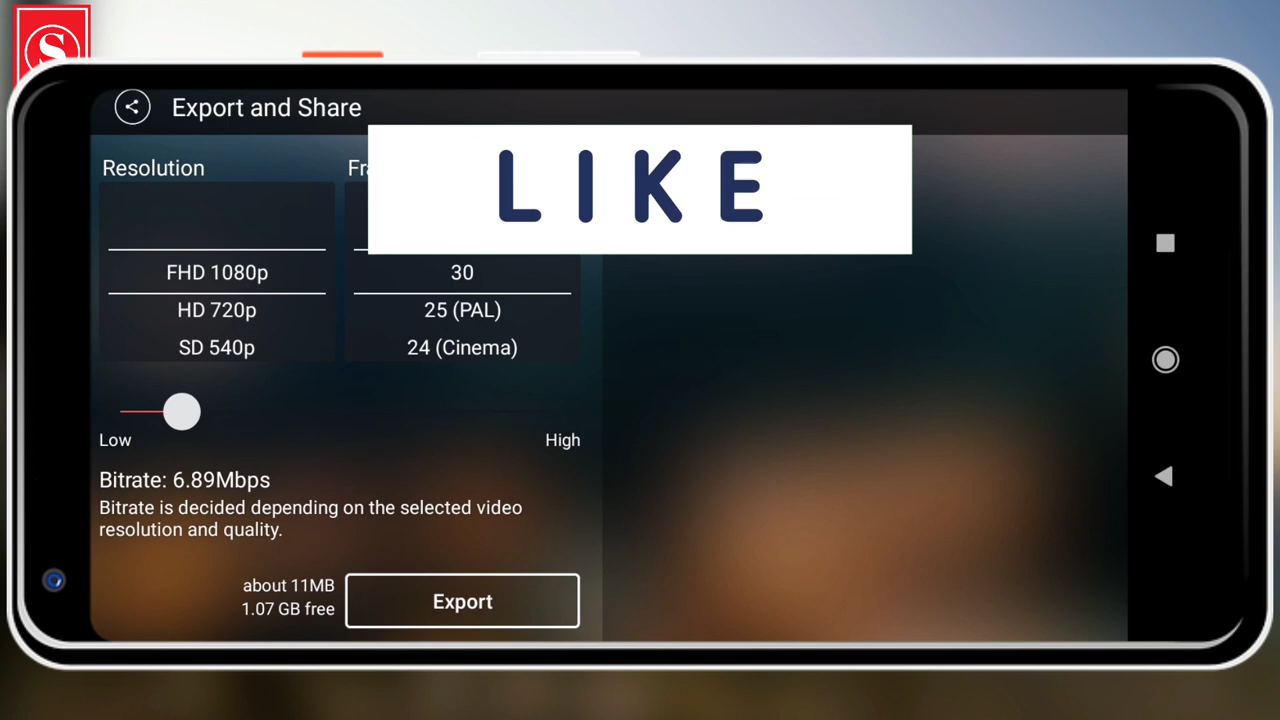 S
Export and Share
LIKE
Resolution
FHD 1080p
30
HD 720p
25 (PAL)
SD 540p
24 (Cinema)
Low
High
Bitrate: 6.89Mbps
Bitrate is decided depending on the selected video
resolution and quality.
about 11MB
1.07 GB free
Export